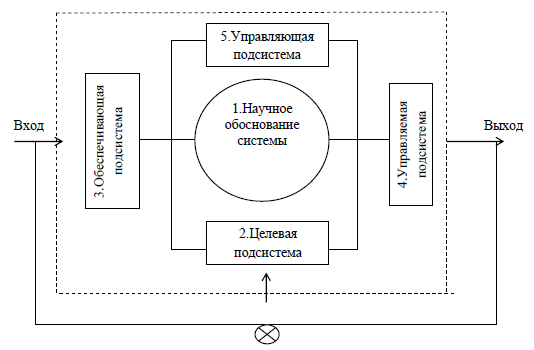 5.Управляющая
подсистема
Вход
3.Обеспечивающая
подсистема
1.Научное
обоснование
системы
4.Управляемая
подсистема
Выход
2.Целевая
подсистема